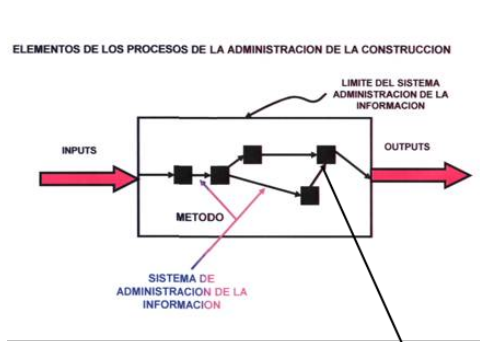 ELEMENTOS DE LOS PROCESOS DE LA ADMINISTRACION DE LA CONSTRUCCION
LIMITE DEL SISTEMA
ADMINISTRACION DE LA
INFORMACION
INPUTS
OUTPUTS
METODO
SISTEMA DE
ADMINISTRACION DE LA
INFORMACION